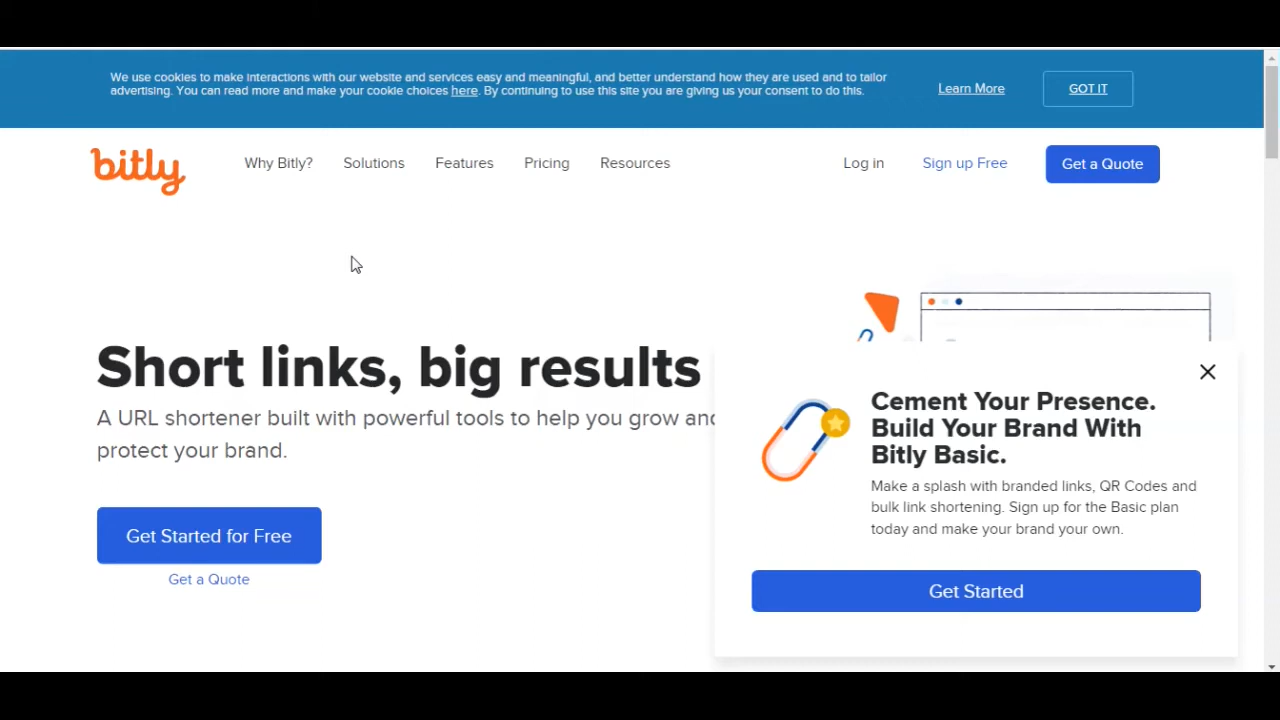 We use cookies to make interactions with our website and services easy and meaningful, and better understand how they are used and to tailor
advertising. You can read more and make your cookie choices here. By continuing to use this site you are giving us your consent to do this.
Learn More
GOT IT
bitly
Why Bitly?
Solutions
Features
Pricing
Resources
Log in
Sign up Free
Get a Quote
Short links, big results
A URL shortener built with powerful tools to help you grow and
protect your brand.
Get Started for Free
Get a Quote
Cement Your Presence.
Build Your Brand With
Bitly Basic.
Make a splash with branded links, QR Codes and
bulk link shortening. Sign up for the Basic plan
today and make your brand your own.
Get Started